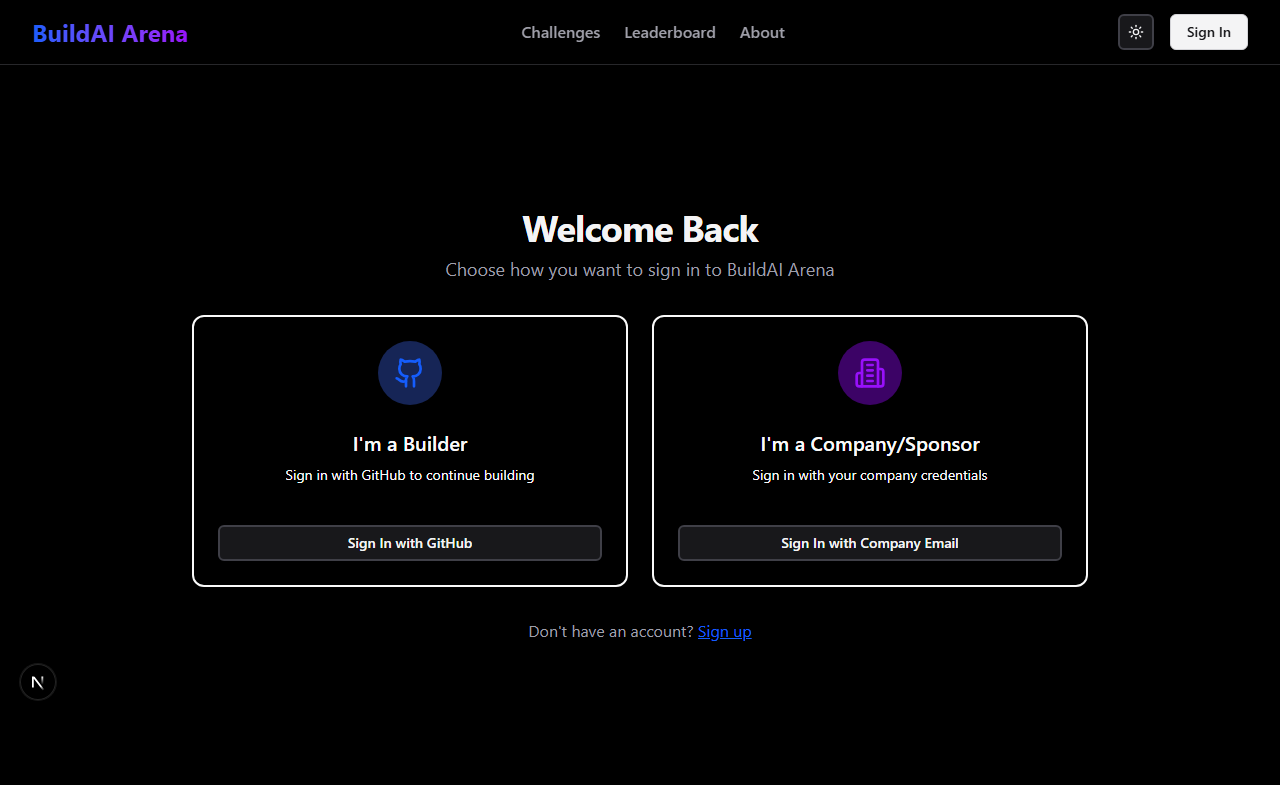 BuildAI Arena
Challenges
Leaderboard
About
Sign In
Welcome Back
Choose how you want to sign in to BuildAI Arena
I'm a Builder
Sign in with GitHub to continue building
Sign In with GitHub
I'm a Company/Sponsor
Sign in with your company credentials
Sign In with Company Email
Don't have an account? Sign up
N